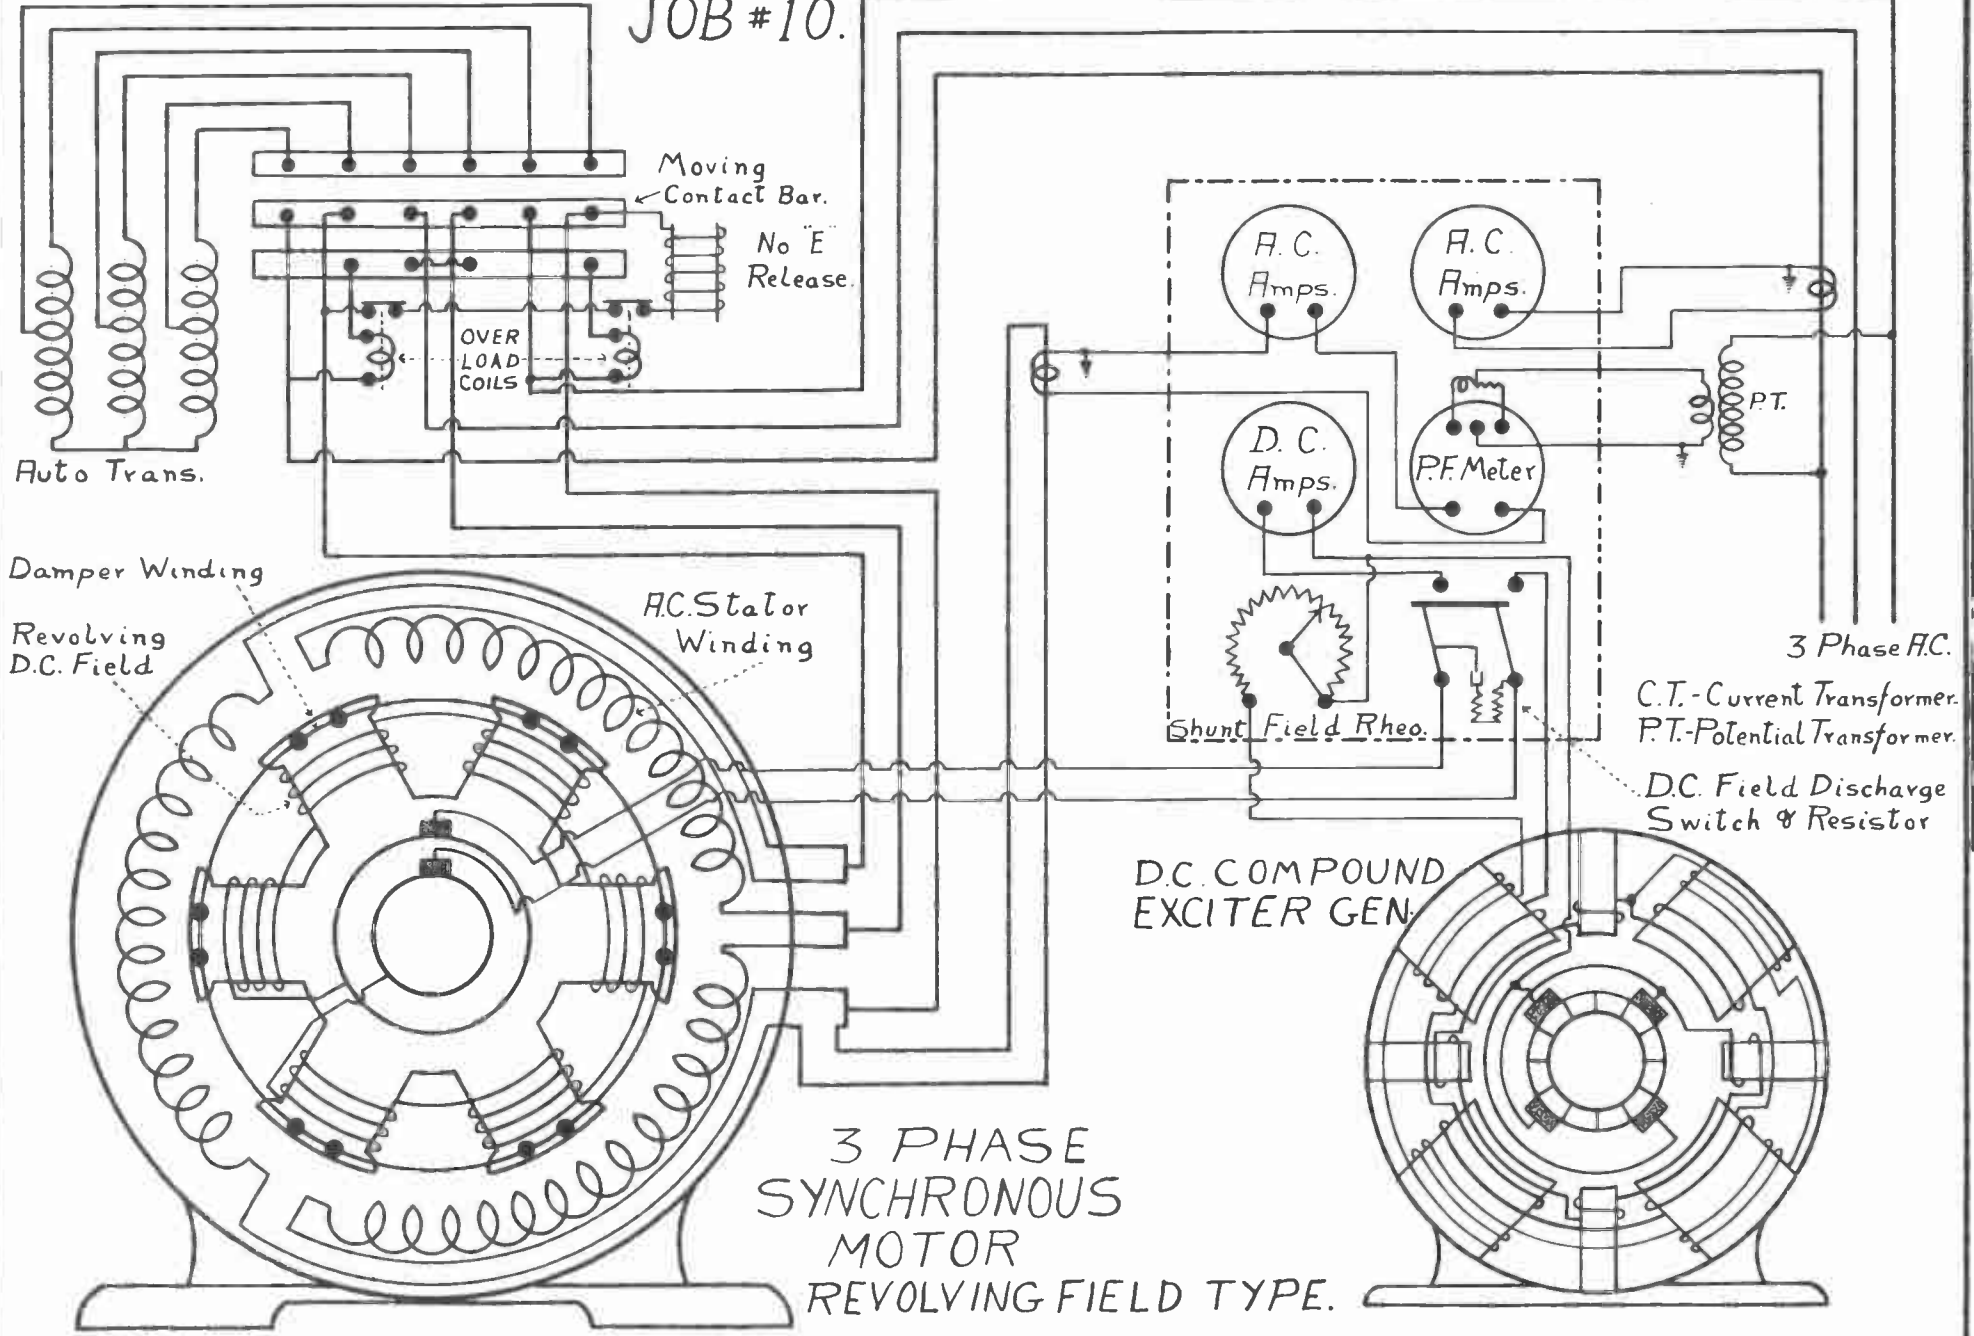 JOB #10.
Moving
Contact Bar.
No "E"
Release.
OVER
LOAD
COILS
Auto Trans.
A.C.
Amps.
A.C.
Amps.
D.C.
Amps.
P.F. Meter
P.T.
Shunt Field Rheo.
3 Phase A.C.
C.T.-Current Transformer.
P.T.-Potential Transformer.
D.C. Field Discharge
Switch & Resistor
Damper Winding
Revolving
D.C. Field
A.C. Stator
Winding
D.C. COMPOUND
EXCITER GEN.
3 PHASE
SYNCHRONOUS
MOTOR
REVOLVING FIELD TYPE.